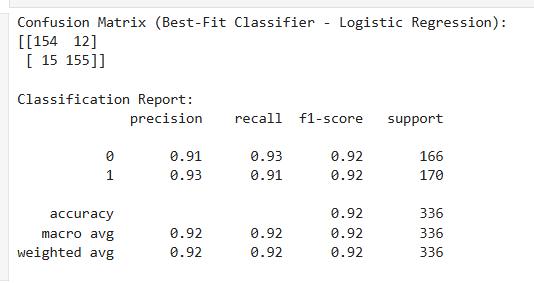 Confusion Matrix (Best-Fit Classifier - Logistic Regression):
[[154  12]
 [ 15 155]]
Classification Report:
              precision    recall  f1-score   support
           0       0.91      0.93      0.92       166
           1       0.93      0.91      0.92       170
    accuracy                           0.92       336
   macro avg       0.92      0.92      0.92       336
weighted avg       0.92      0.92      0.92       336